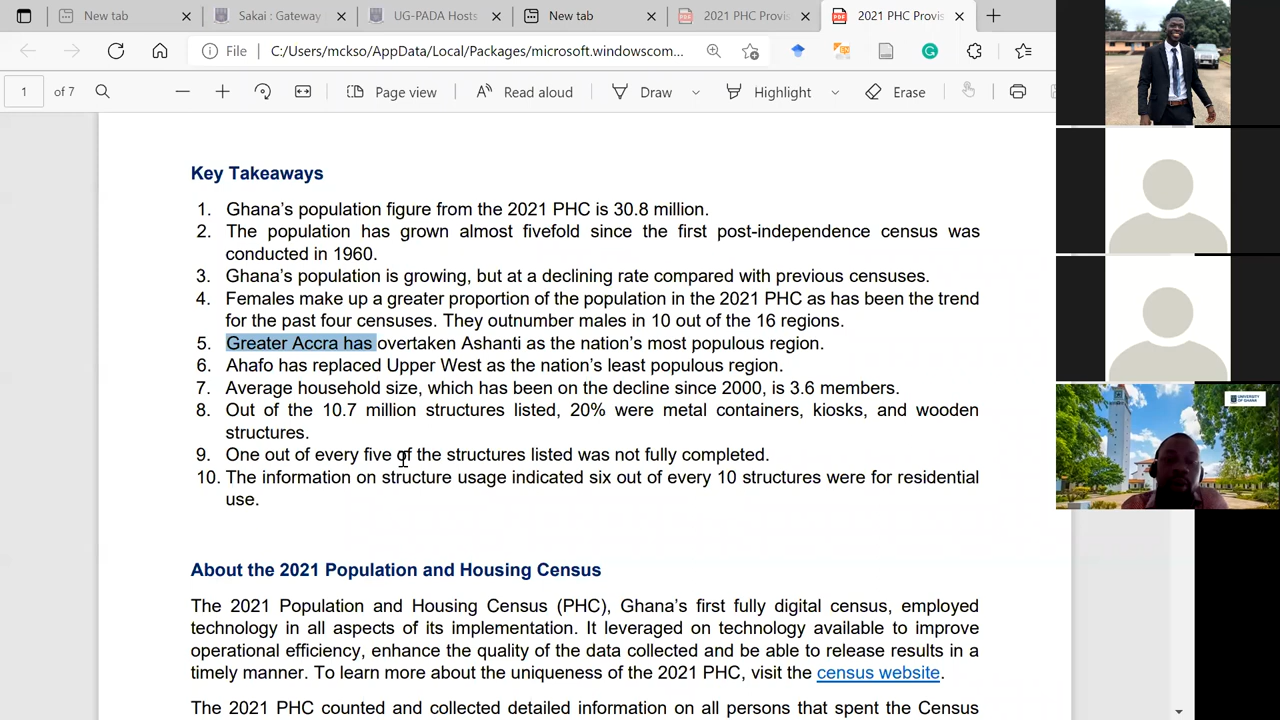 New tab
Sakai : Gateway
UG-PADA Hosts
New tab
2021 PHC Provis
2021 PHC Provis
File C:/Users/mckso/AppData/Local/Packages/microsoft.windowscom...
1 of 7
Page view
Read aloud
Draw
Highlight
Erase
Key Takeaways
1. Ghana's population figure from the 2021 PHC is 30.8 million.
2. The population has grown almost fivefold since the first post-independence census was
conducted in 1960.
3. Ghana's population is growing, but at a declining rate compared with previous censuses.
4. Females make up a greater proportion of the population in the 2021 PHC as has been the trend
for the past four censuses. They outnumber males in 10 out of the 16 regions.
5. Greater Accra has overtaken Ashanti as the nation's most populous region.
6. Ahafo has replaced Upper West as the nation's least populous region.
7. Average household size, which has been on the decline since 2000, is 3.6 members.
8. Out of the 10.7 million structures listed, 20% were metal containers, kiosks, and wooden
structures.
9. One out of every five of the structures listed was not fully completed.
10. The information on structure usage indicated six out of every 10 structures were for residential
use.
About the 2021 Population and Housing Census
The 2021 Population and Housing Census (PHC), Ghana's first fully digital census, employed
technology in all aspects of its implementation. It leveraged on technology available to improve
operational efficiency, enhance the quality of the data collected and be able to release results in a
timely manner. To learn more about the uniqueness of the 2021 PHC, visit the census website.
The 2021 PHC counted and collected detailed information on all persons that spent the Census
UNIVERSITY
OF GHANA